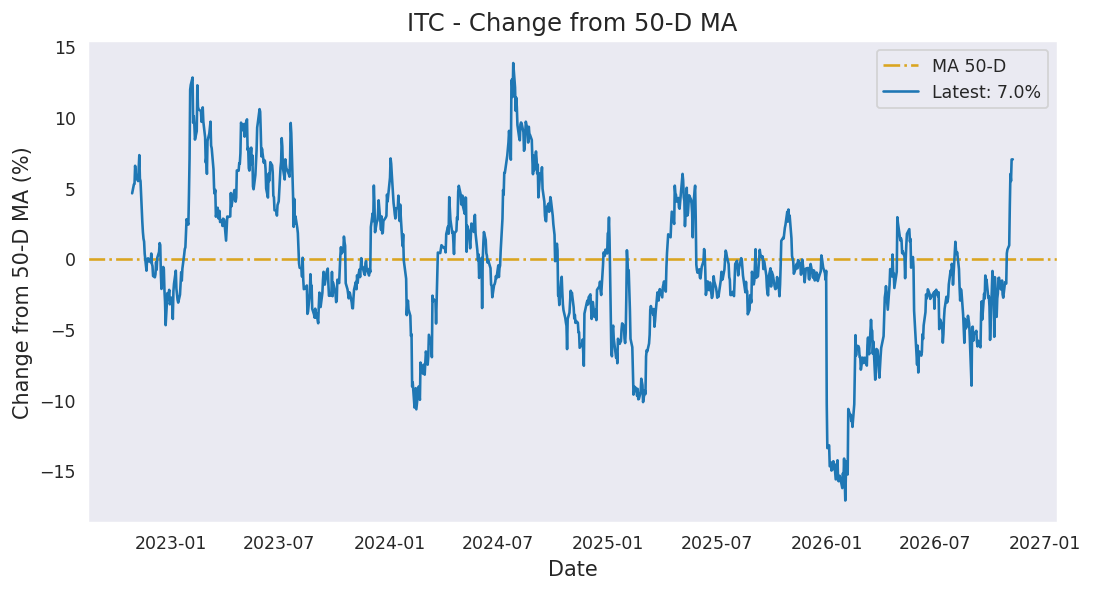 ITC - Change from 50-D MA
MA 50-D
Latest: 7.0%
Change from 50-D MA (%)
15
10
5
0
−5
−10
−15
2023-01 2023-07 2024-01 2024-07 2025-01 2025-07 2026-01 2026-07 2027-01
Date